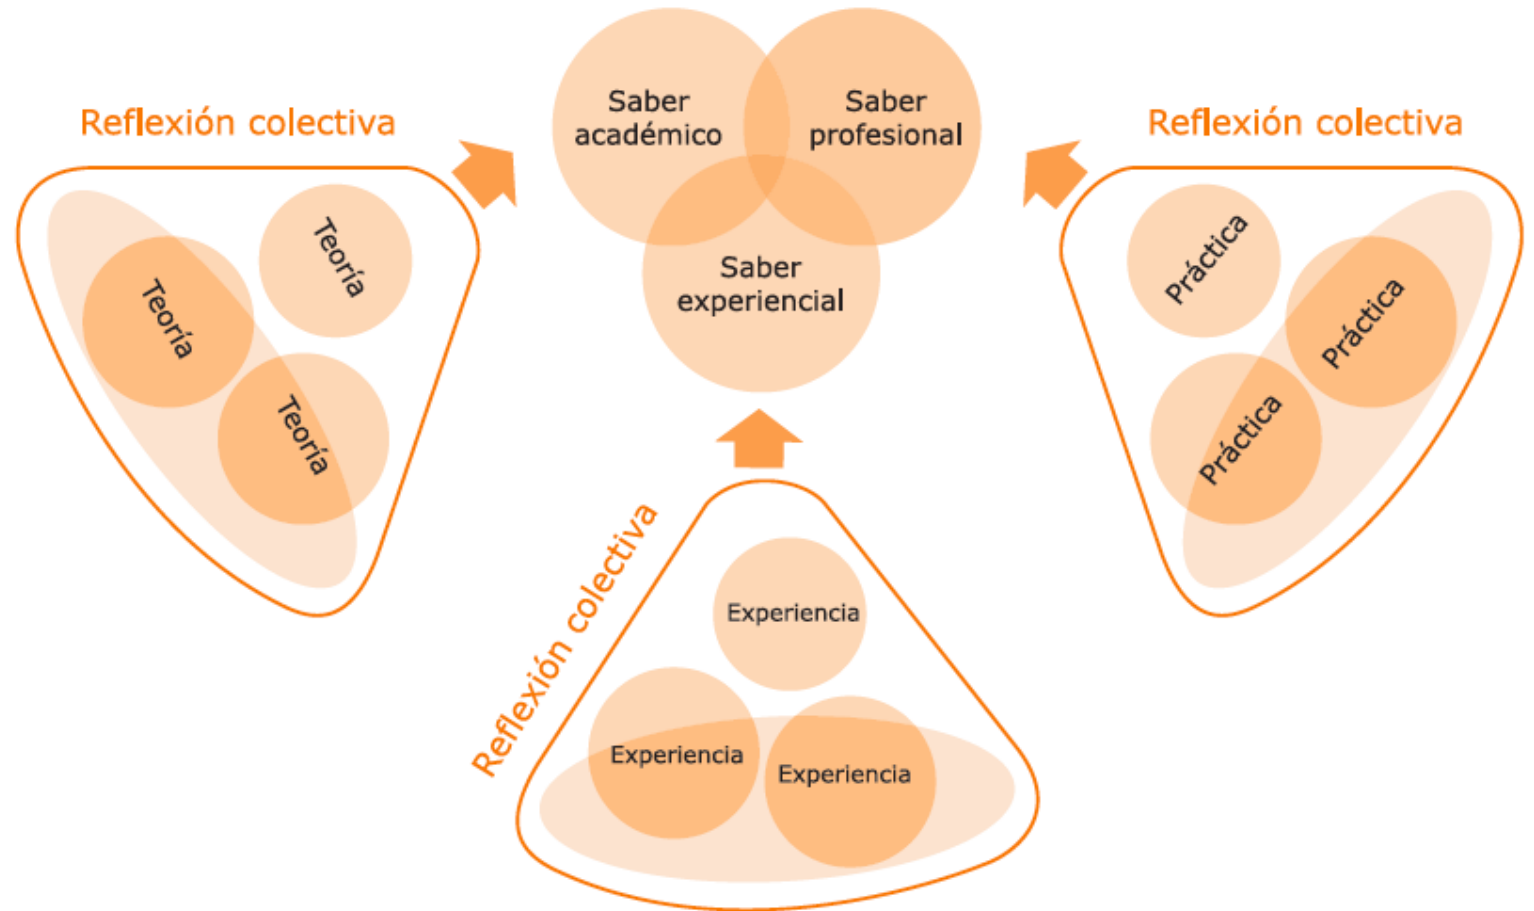 Saber
académico
Saber
profesional
Saber
experiencial
Reflexión colectiva
Teoría
Teoría
Teoría
Reflexión colectiva
Práctica
Práctica
Práctica
Reflexión colectiva
Experiencia
Experiencia
Experiencia